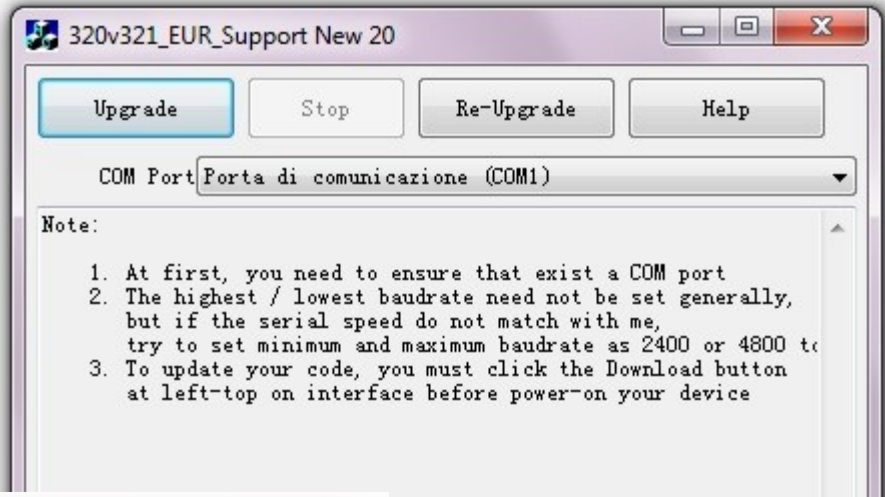 320v321_EUR_Support New 20
Upgrade Stop Re-Upgrade Help
COM Port Porta di comunicazione (COM1)
Note:
1. At first, you need to ensure that exist a COM port
2. The highest / lowest baudrate need not be set generally,
but if the serial speed do not match with me,
try to set minimum and maximum baudrate as 2400 or 4800
3. To update your code, you must click the Download button
at left-top on interface before power-on your device